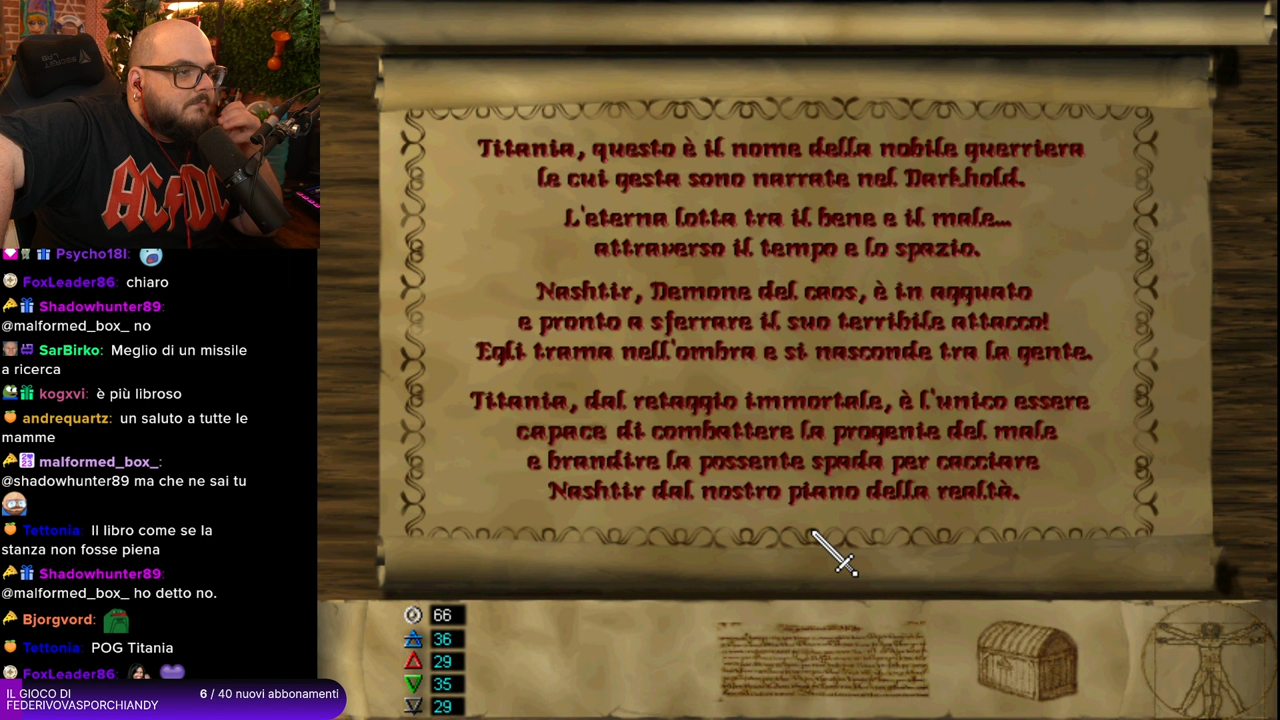 SECRET LAB
AC/DC
Psycho18I:
FoxLeader86: chiaro
Shadowhunter89:
@malformed_box_ no
SarBirko: Meglio di un missile
a ricerca
kogxvi: è più libroso
andrequartz: un saluto a tutte le
mamme
malformed_box_:
@shadowhunter89 ma che ne sai tu
Tettonia: Il libro come se la
stanza non fosse piena
Shadowhunter89:
@malformed_box_ ho detto no.
Bjorgvord:
Tettonia: POG Titania
FoxLeader86:
IL GIOCO DI
FEDERIVOVASPORCHIANDY
6 / 40 nuovi abbonamenti
Titania, questo è il nome della nobile guerriera
le cui gesta sono narrate nel Darkhold.
L'eterna lotta tra il bene e il male...
attraverso il tempo e lo spazio.
Nashtir, Demone del caos, è in agguato
e pronto a sferrare il suo terribile attacco!
Egli trama nell'ombra e si nasconde tra la gente.
Titania, dal retaggio immortale, è l'unico essere
capace di combattere la progenie del male
e brandire la possente spada per cacciare
Nashtir dal nostro piano della realtà.
66
36
29
35
29